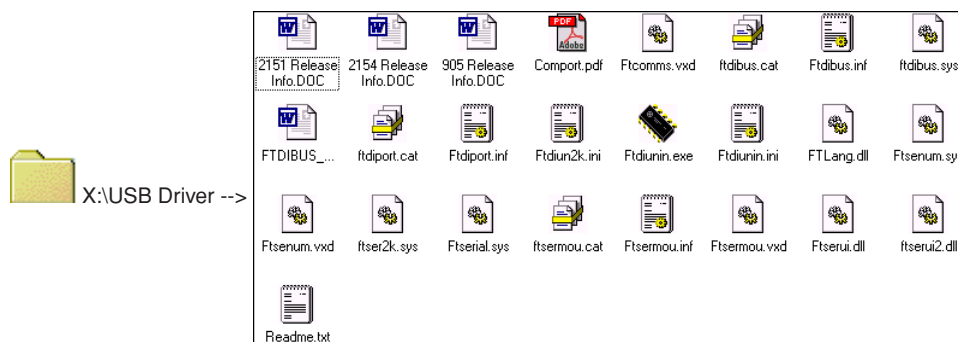 X:\USB Driver -->
2151 Release Info.DOC
2154 Release Info.DOC
905 Release Info.DOC
PDF
Adobe
Comport.pdf
Ftcomms.vxd
ftdibus.cat
Ftdibus.inf
ftdibus.sys
FTDIBUS_...
ftdiport.cat
Ftdiport.inf
Ftdiun2k.ini
Ftdiunin.exe
Ftdiunin.ini
FTLang.dll
Ftsenum.sy
Ftsenum.vxd
ftser2k.sys
Ftserial.sys
ftsermou.cat
Ftsermou.inf
Ftsermou.vxd
Ftserui.dll
ftserui2.dll
Readme.txt